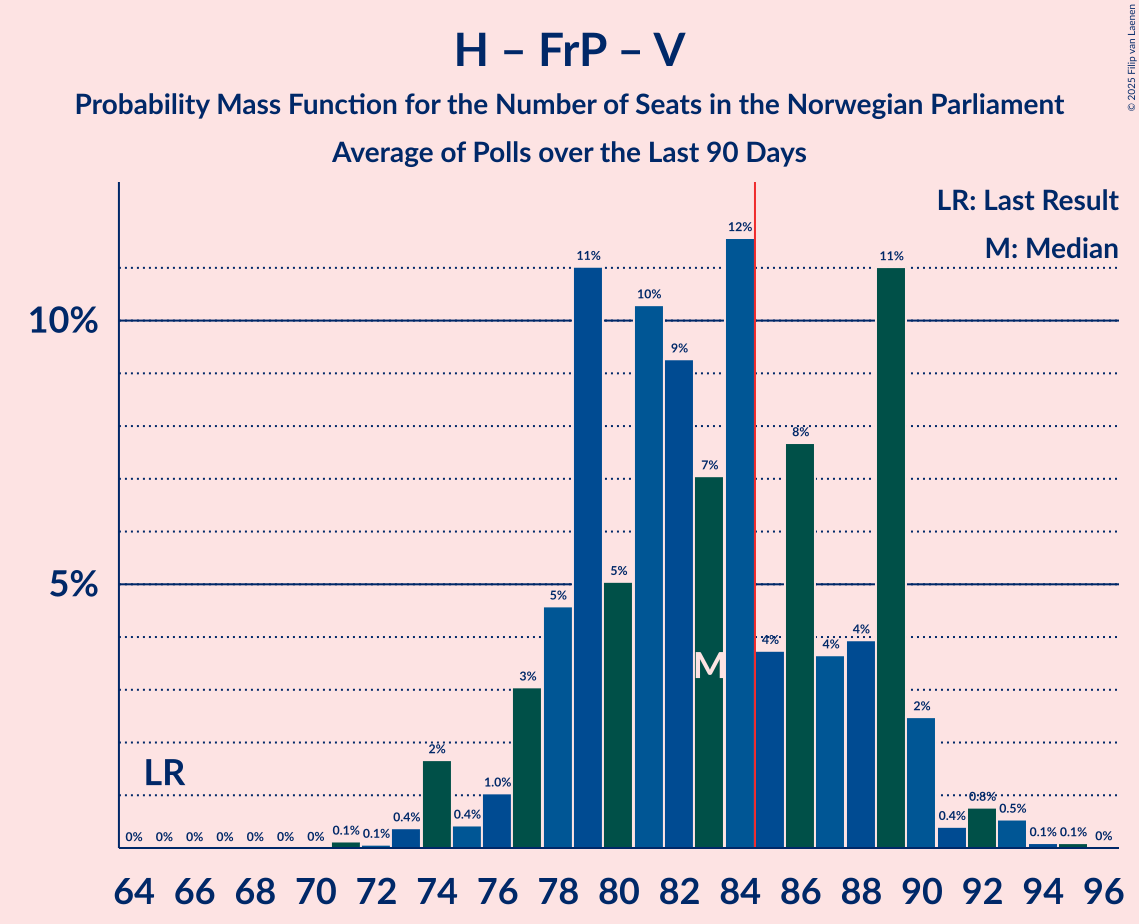 H – FrP – V
Probability Mass Function for the Number of Seats in the Norwegian Parliament
Average of Polls over the Last 90 Days
© 2025 Filip van Laenen
LR: Last Result
M: Median
10%
5%
0% 0% 0% 0% 0% 0% 0% 0.1% 0.1% 0.4% 2% 0.4% 1.0% 3% 5% 11% 5% 10% 9% 7% 12% 4% 8% 4% 4% 11% 2% 0.4% 0.8% 0.5% 0.1% 0.1% 0%
M
LR
64 66 68 70 72 74 76 78 80 82 84 86 88 90 92 94 96